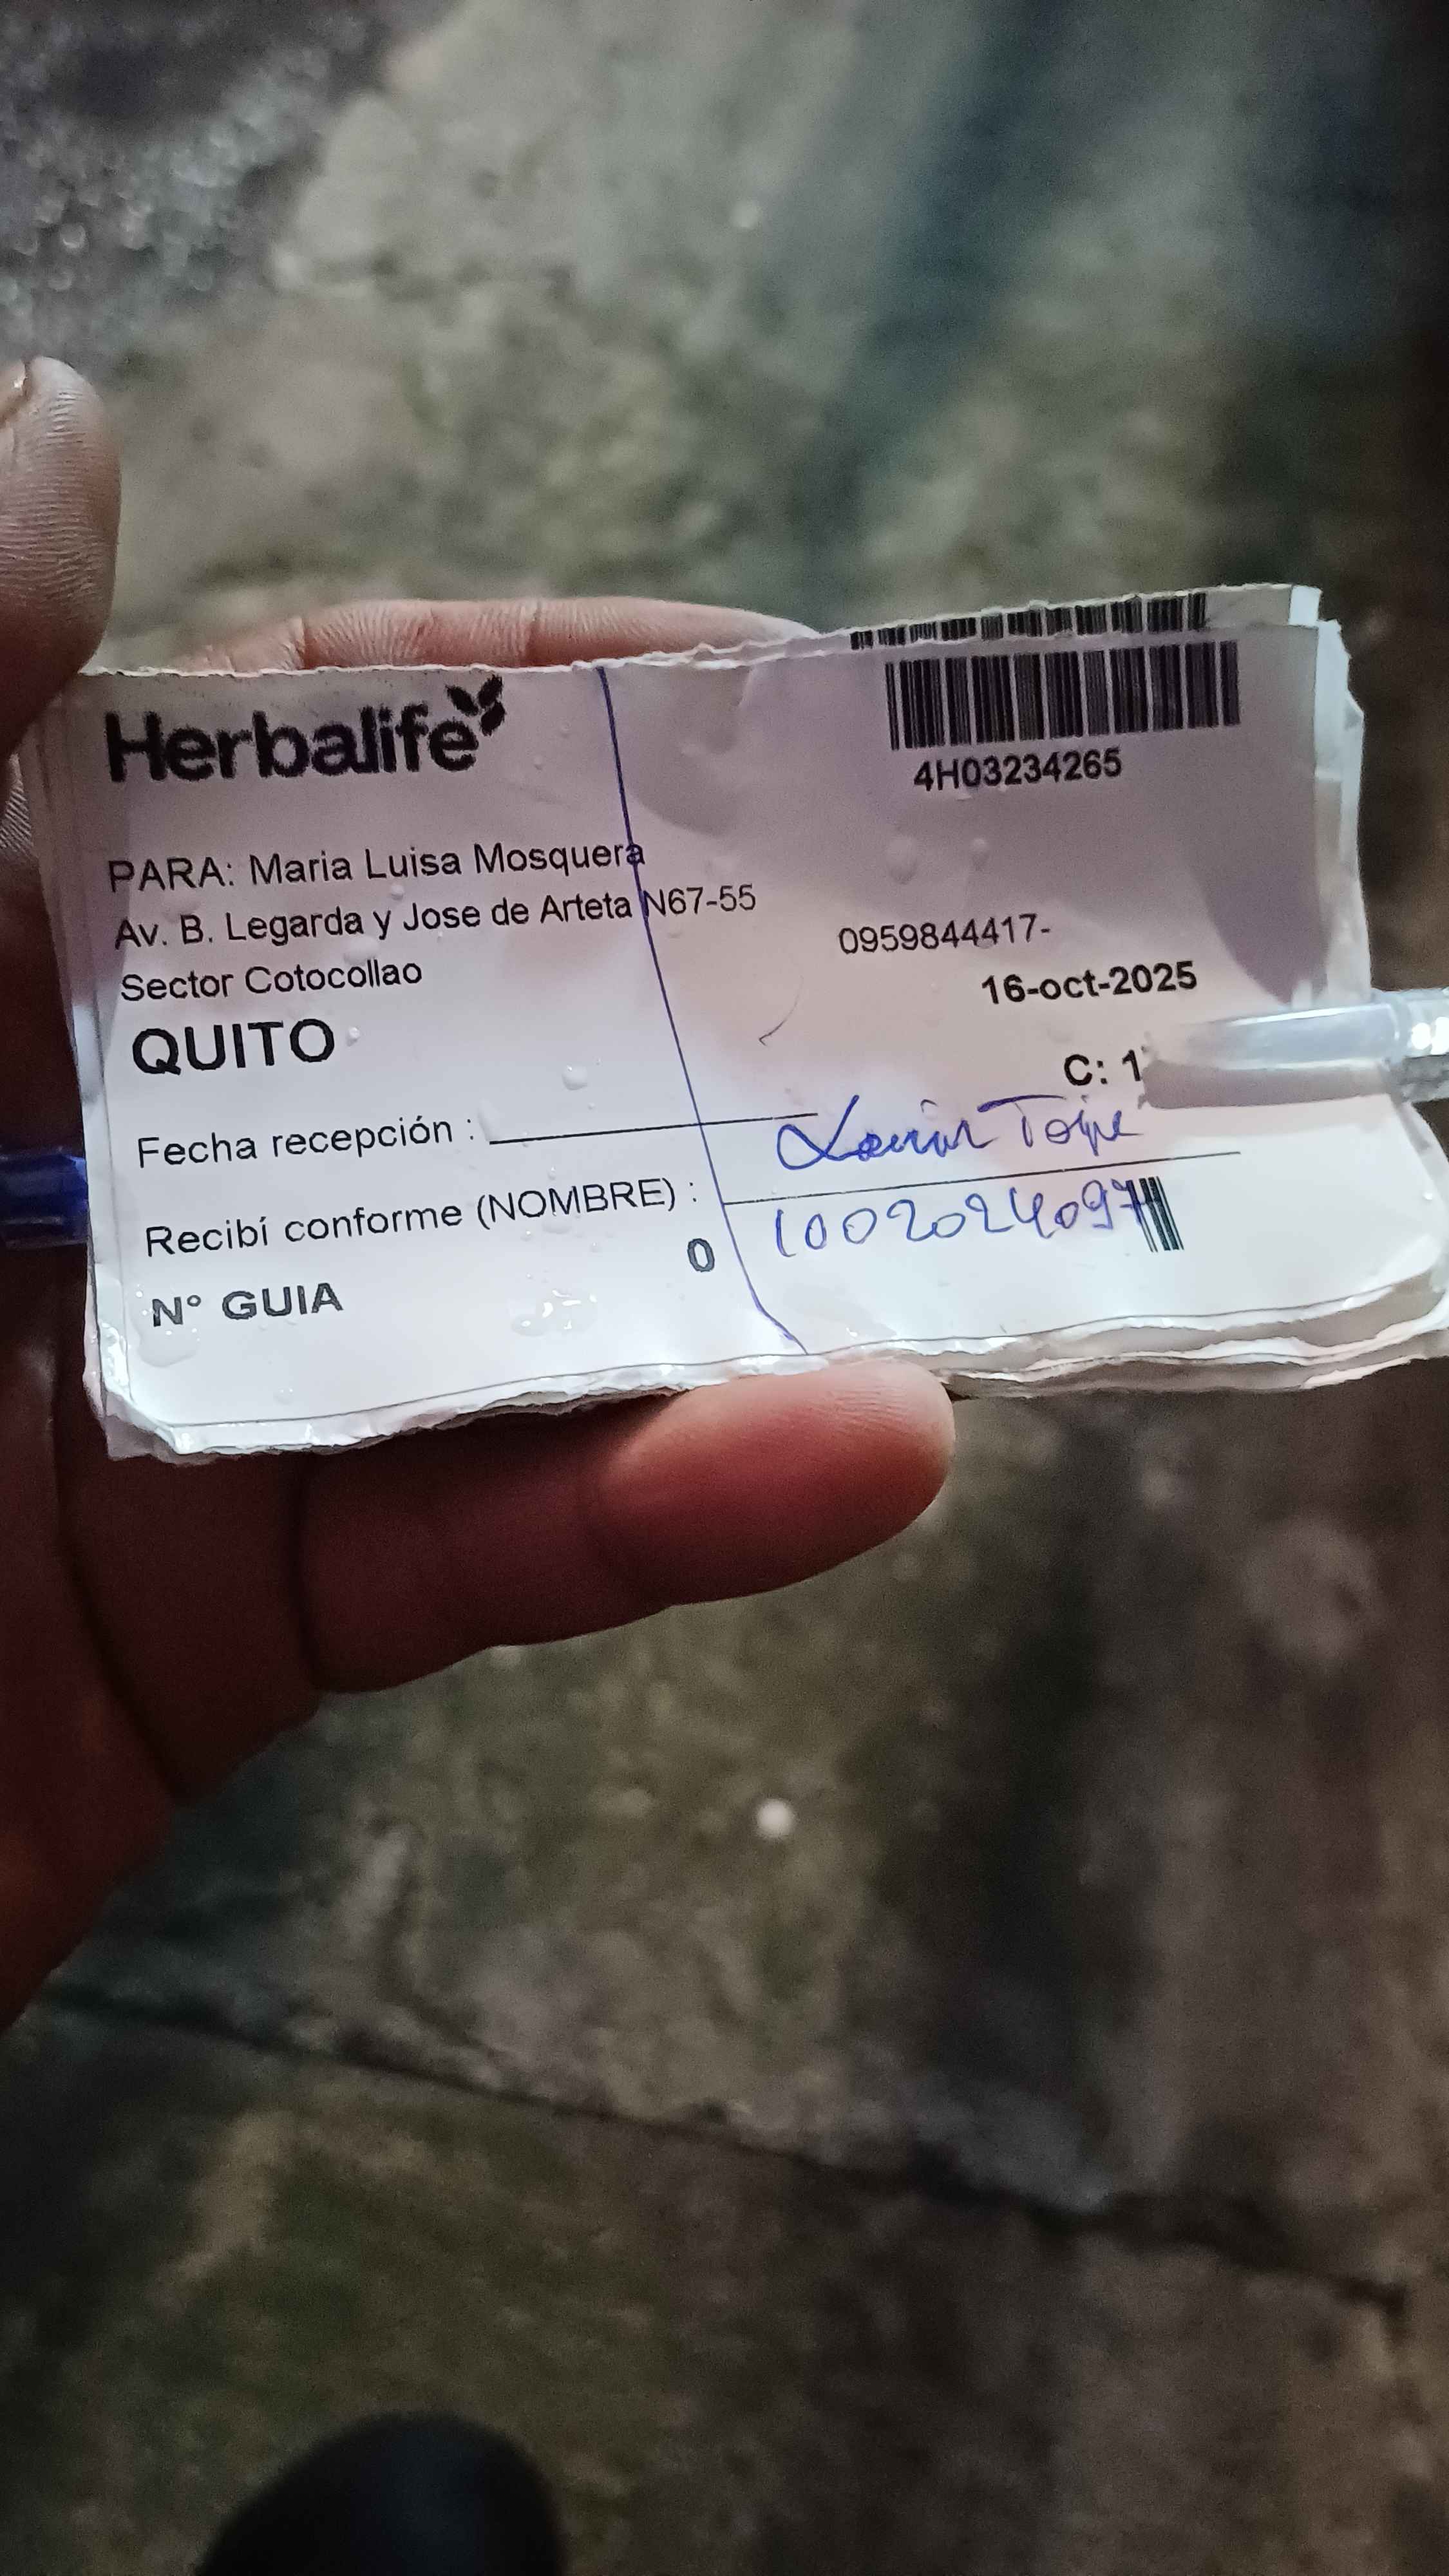 Herbalife
4H03234265
PARA: Maria Luisa Mosquera
Av. B. Legarda y Jose de Arteta N67-55
0959844417-
Sector Cotocollao
16-oct-2025
QUITO
C: 1
Fecha recepción :
Recibí conforme (NOMBRE) :
1002024097
0
N° GUIA